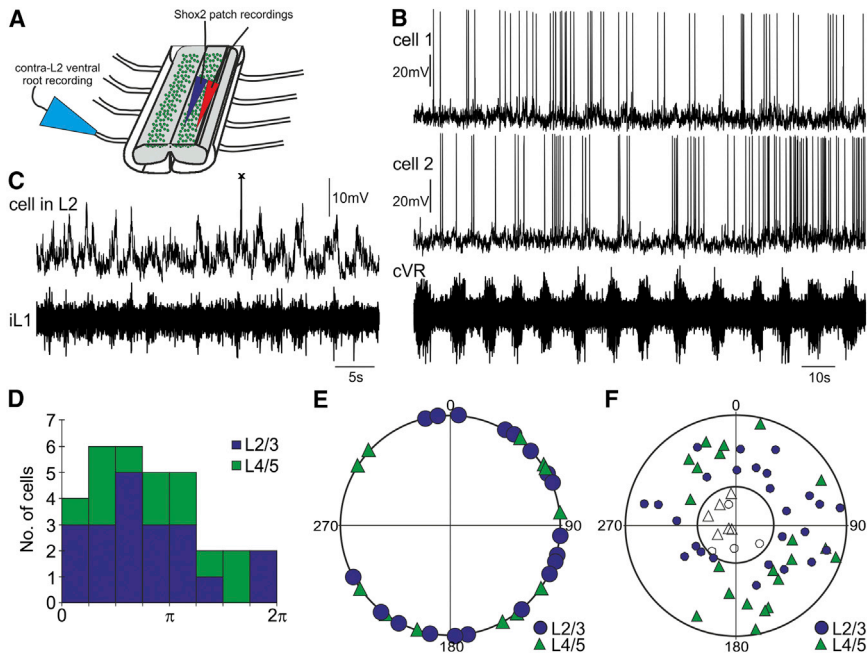 A
Shox2 patch recordings
contra-L2 ventral
root recording
B
cell 1
20mV
cell 2
20mV
cVR
10s
C
cell in L2
x
10mV
iL1
5s
D
No. of cells
7
6
5
4
3
2
1
0
0
π
2π
L2/3
L4/5
E
0
270
90
180
L2/3
L4/5
F
0
270
90
180
L2/3
L4/5